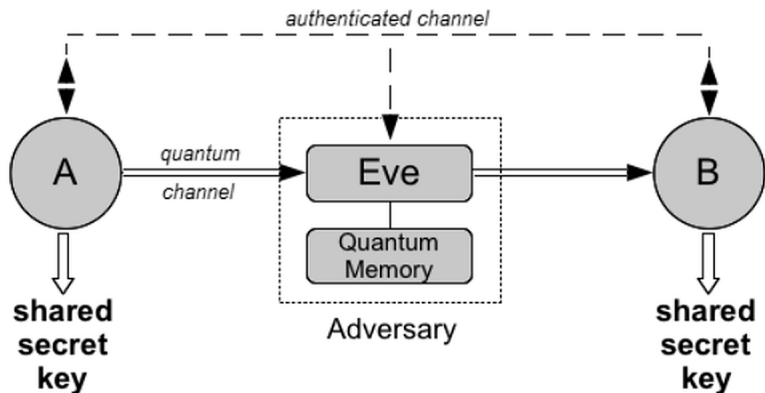 authenticated channel
A
quantum
channel
Eve
B
Quantum
Memory
Adversary
shared
secret
key
shared
secret
key